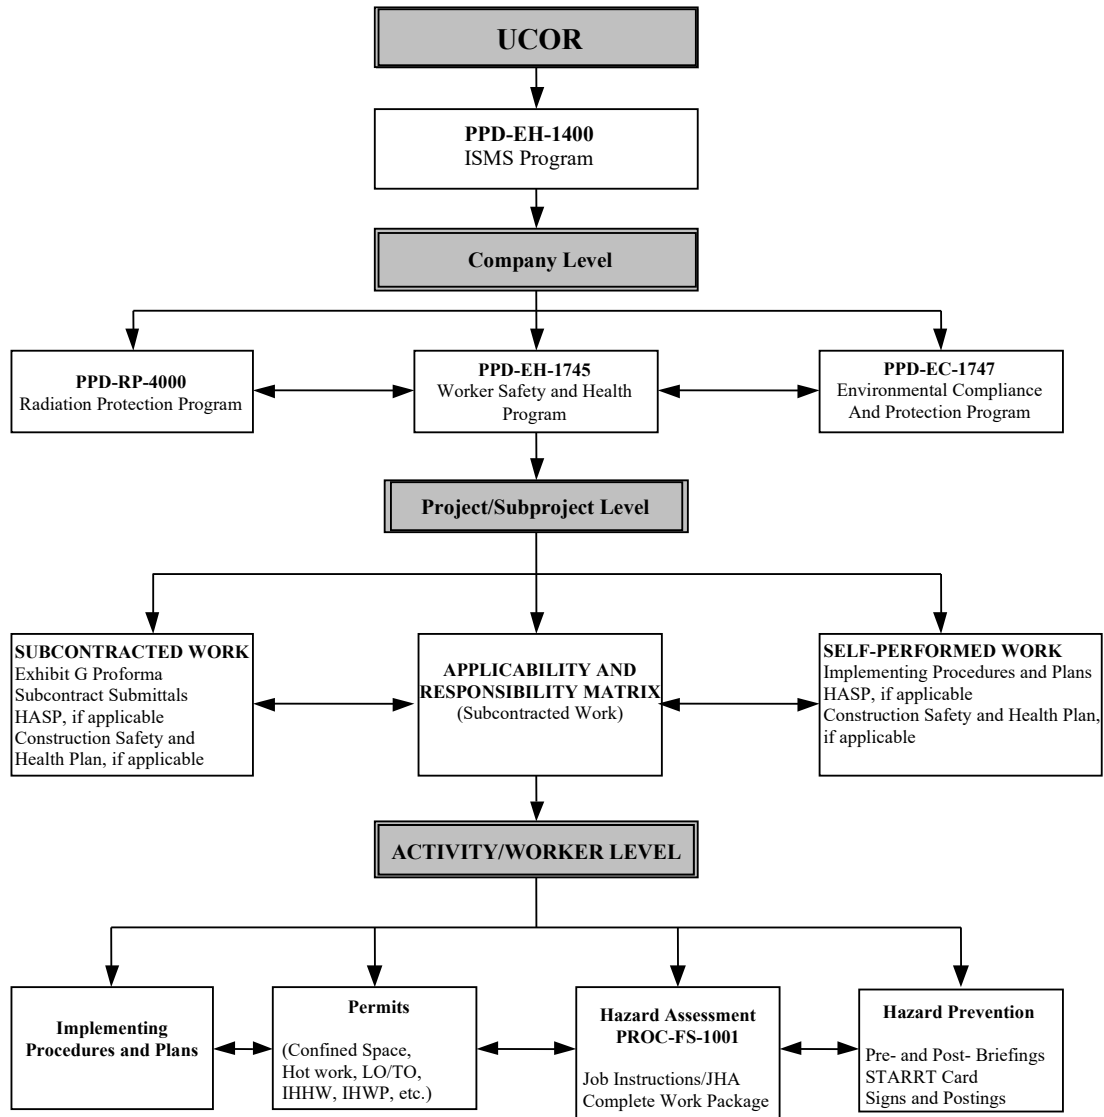 UCOR
PPD-EH-1400
ISMS Program
Company Level
PPD-RP-4000
Radiation Protection Program
PPD-EH-1745
Worker Safety and Health
Program
PPD-EC-1747
Environmental Compliance
And Protection Program
Project/Subproject Level
SUBCONTRACTED WORK
Exhibit G Proforma
Subcontract Submittals
HASP, if applicable
Construction Safety and
Health Plan, if applicable
APPLICABILITY AND
RESPONSIBILITY MATRIX
(Subcontracted Work)
SELF-PERFORMED WORK
Implementing Procedures and Plans
HASP, if applicable
Construction Safety and Health Plan,
if applicable
ACTIVITY/WORKER LEVEL
Implementing
Procedures and Plans
Permits
(Confined Space,
Hot work, LO/TO,
IHHW, IHWP, etc.)
Hazard Assessment
PROC-FS-1001
Job Instructions/JHA
Complete Work Package
Hazard Prevention
Pre- and Post- Briefings
STARRT Card
Signs and Postings